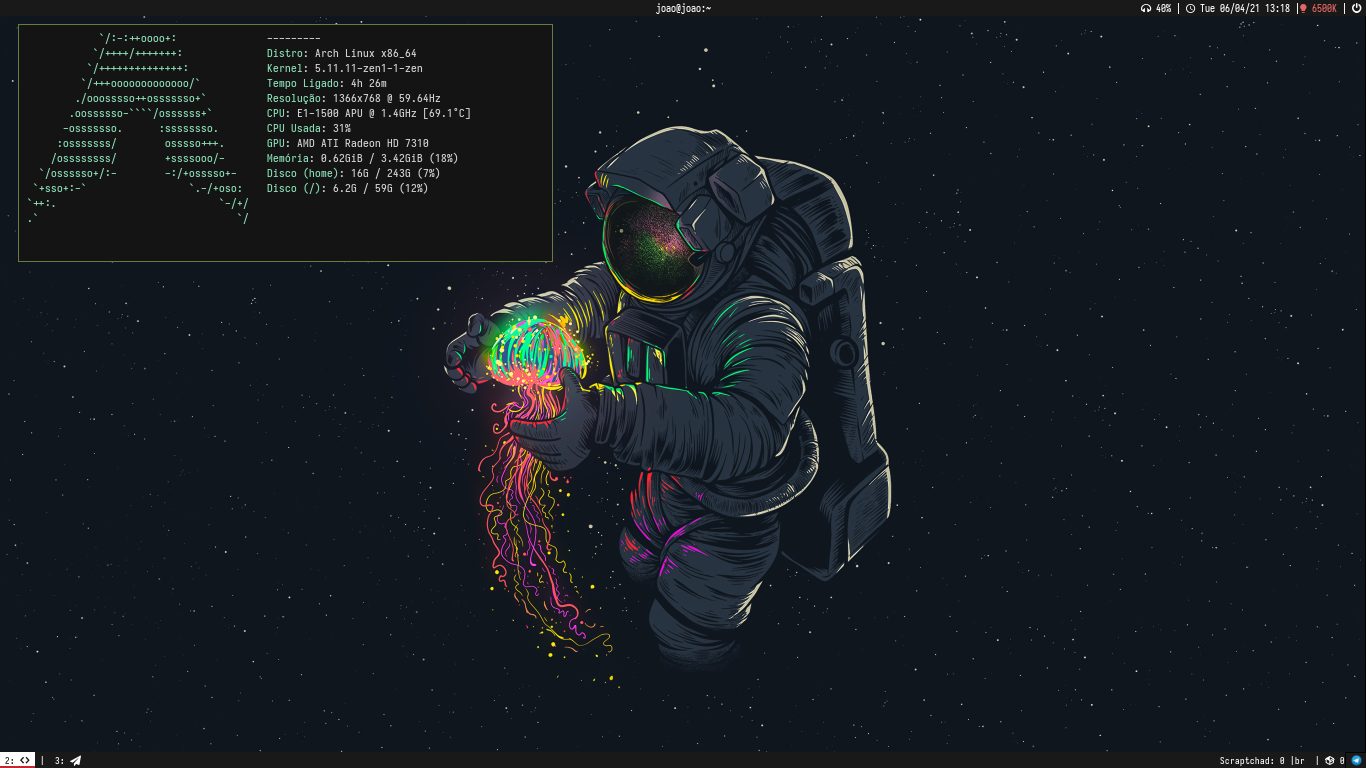 joao@joao:~
40% | Tue 06/04/21 13:18 | 6500K |
`/:-:++oooo+: ---------
`/++++/+++++++: Distro: Arch Linux x86_64
`/++++++++++++++: Kernel: 5.11.11-zen1-1-zen
`/+++ooooooooooooo/` Tempo Ligado: 4h 26m
./ooosssso++osssssso+` Resolução: 1366x768 @ 59.64Hz
.oossssso-````/ossssss+` CPU: E1-1500 APU @ 1.4GHz [69.1°C]
-osssssso. :ssssssso. CPU Usada: 31%
:osssssss/ osssso+++. GPU: AMD ATI Radeon HD 7310
/ossssssss/ +ssssooo/- Memória: 0.62GiB / 3.42GiB (18%)
`/ossssso+/:- -:/+osssso+- Disco (home): 16G / 243G (7%)
`+sso+:-` `.-/+oso: Disco (/): 6.2G / 59G (12%)
`++:. `-/+/
.` `/
2: | 3:
Scraptchad: 0 |br | 0